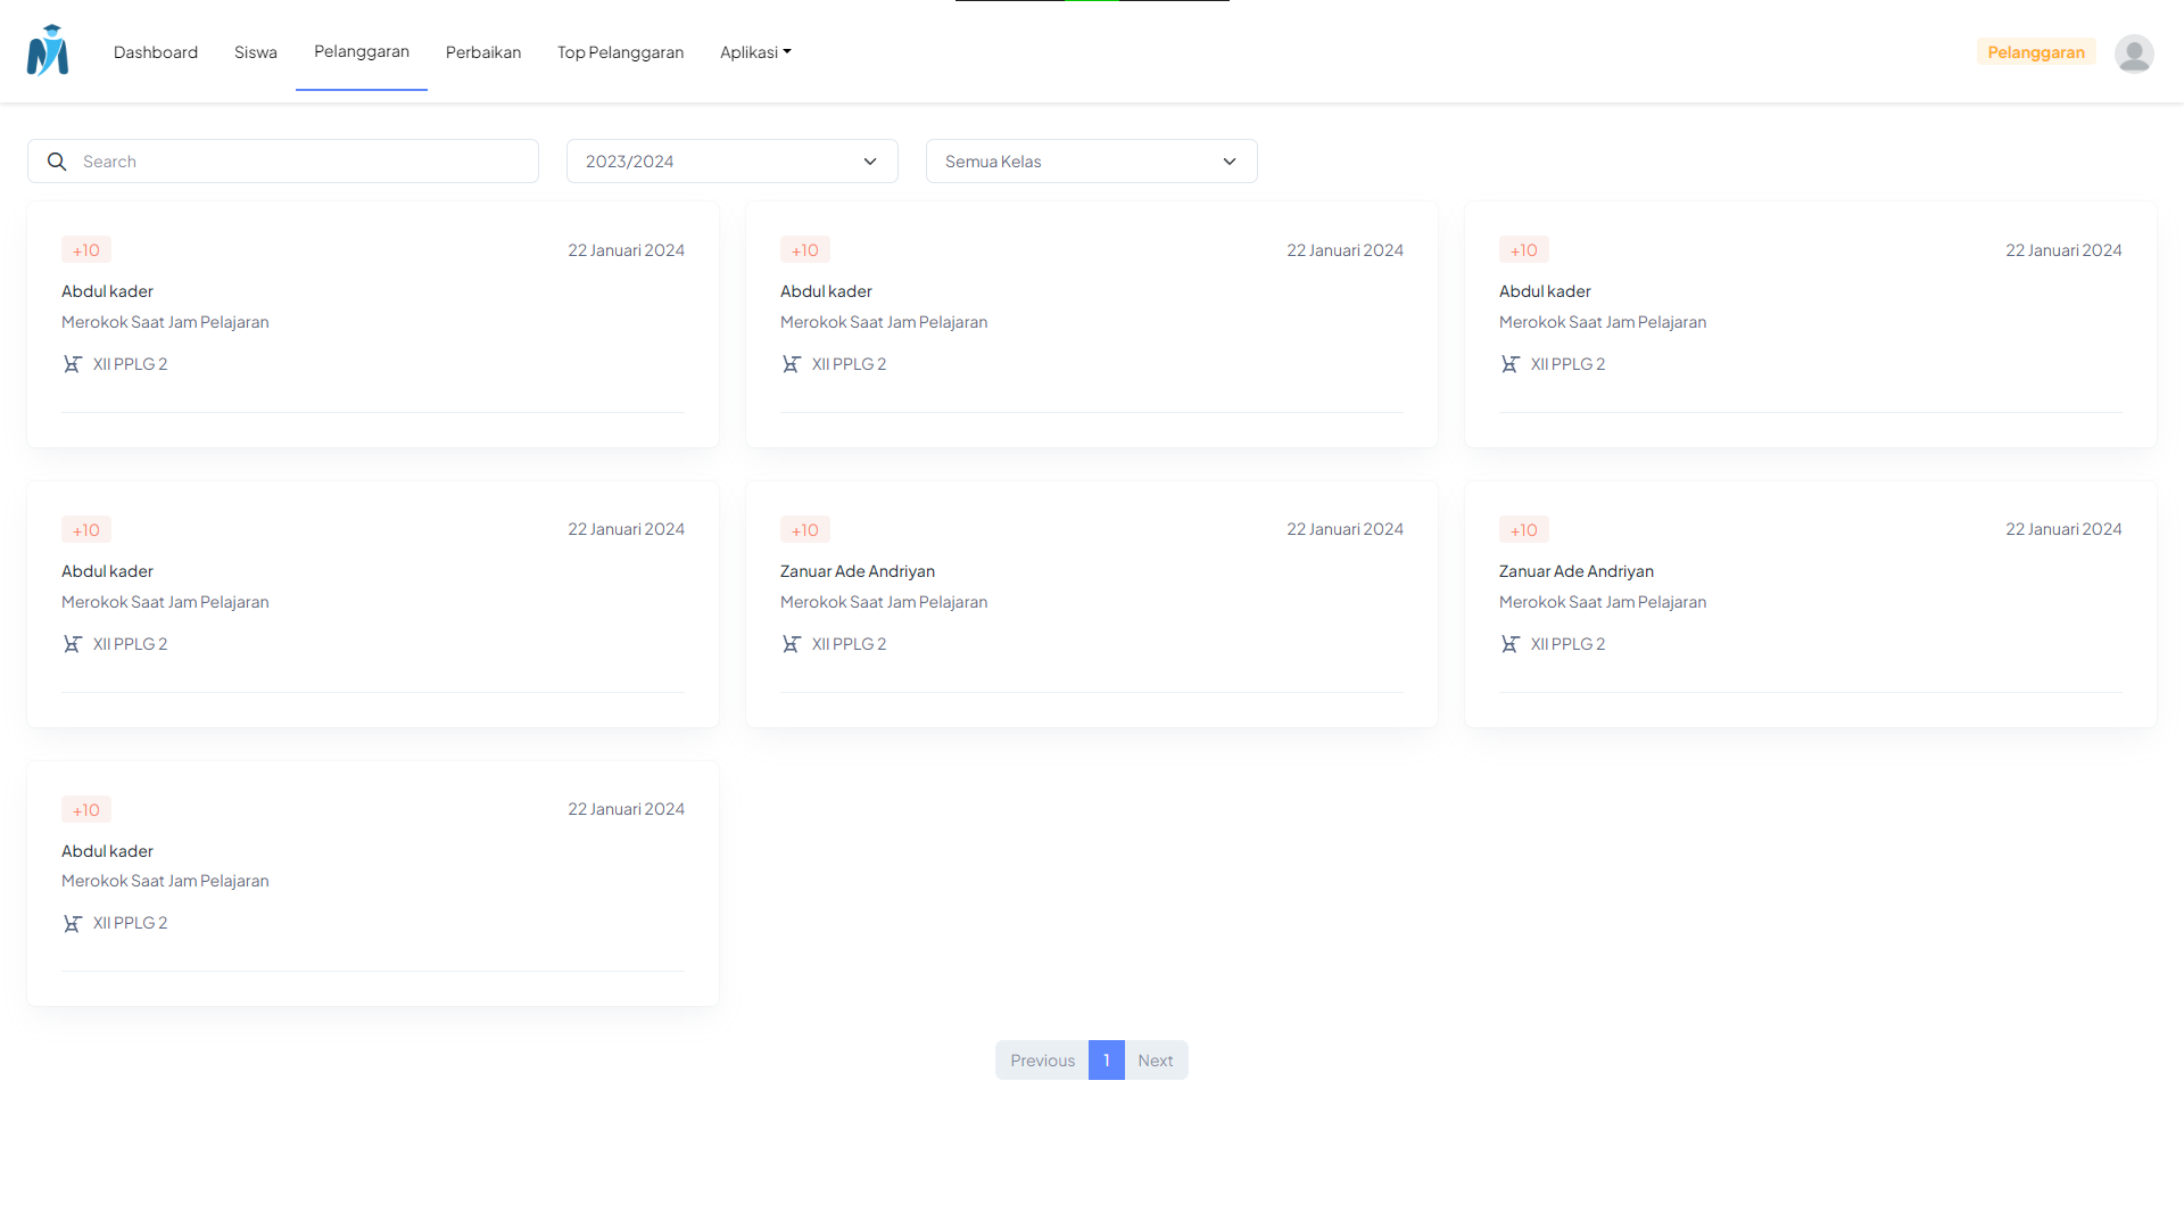 Dashboard Siswa Pelanggaran Perbaikan Top Pelanggaran Aplikasi Pelanggaran
Search 2023/2024 Semua Kelas
+10 22 Januari 2024
Abdul kader
Merokok Saat Jam Pelajaran
XII PPLG 2
+10 22 Januari 2024
Abdul kader
Merokok Saat Jam Pelajaran
XII PPLG 2
+10 22 Januari 2024
Abdul kader
Merokok Saat Jam Pelajaran
XII PPLG 2
+10 22 Januari 2024
Abdul kader
Merokok Saat Jam Pelajaran
XII PPLG 2
+10 22 Januari 2024
Zanuar Ade Andriyan
Merokok Saat Jam Pelajaran
XII PPLG 2
+10 22 Januari 2024
Zanuar Ade Andriyan
Merokok Saat Jam Pelajaran
XII PPLG 2
+10 22 Januari 2024
Abdul kader
Merokok Saat Jam Pelajaran
XII PPLG 2
Previous 1 Next